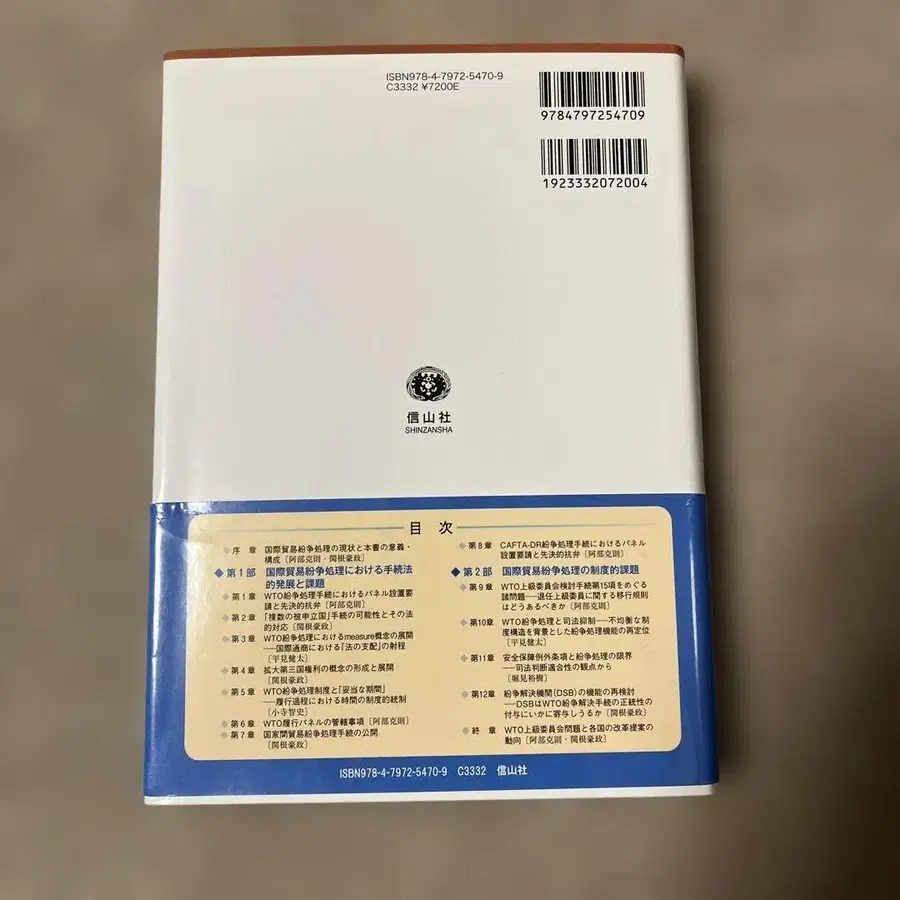 ISBN978-4-7972-5470-9
C3332 ¥7200E
9784797254709
1923332072004
信山社
SHINZANSHA
目次
◆序 章 国際貿易紛争処理の現状と本書の意義・
構成〔阿部克則・関根豪政〕
◆第1部 国際貿易紛争処理における手続法
的発展と課題
◆第1章 WTO紛争処理手続におけるパネル設置要
請と先決的抗弁〔阿部克則〕
◆第2章 「複数の被申立国」手続の可能性とその法
的対応〔関根豪政〕
◆第3章 WTO紛争処理におけるmeasure概念の展開
──国際通商における「法の支配」の射程
〔平見健太〕
◆第4章 拡大第三国権利の概念の形成と展開
〔関根豪政〕
◆第5章 WTO紛争処理制度と「妥当な期間」
──履行過程における時間の制度的統制
〔小寺智史〕
◆第6章 WTO履行パネルの管轄事項〔阿部克則〕
◆第7章 国家間貿易紛争処理手続の公開
〔関根豪政〕
◆第8章 CAFTA-DR紛争処理手続におけるパネル
設置要請と先決的抗弁〔阿部克則〕
◆第2部 国際貿易紛争処理の制度的課題
◆第9章 WTO上級委員会検討手続第15項をめぐる
諸問題──退任上級委員に関する移行規則
はどうあるべきか〔阿部克則〕
◆第10章 WTO紛争処理と司法抑制──不均衡な制
度構造を背景とした紛争処理機能の再定位
〔平見健太〕
◆第11章 安全保障例外条項と紛争処理の限界
──司法判断適合性の観点から
〔堀見裕樹〕
◆第12章 紛争解決機関（DSB）の機能の再検討
──DSBはWTO紛争解決手続の正統性の
付与にいかに寄与しうるか〔関根豪政〕
◆終 章 WTO上級委員会問題と各国の改革提案の
動向〔阿部克則・関根豪政〕
ISBN978-4-7972-5470-9 C3332 信山社